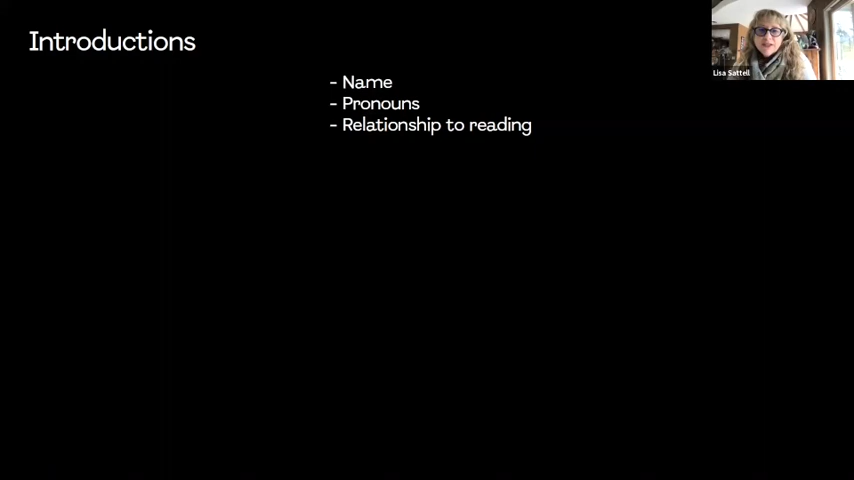 Introductions
- Name
- Pronouns
- Relationship to reading
Lisa Sattell